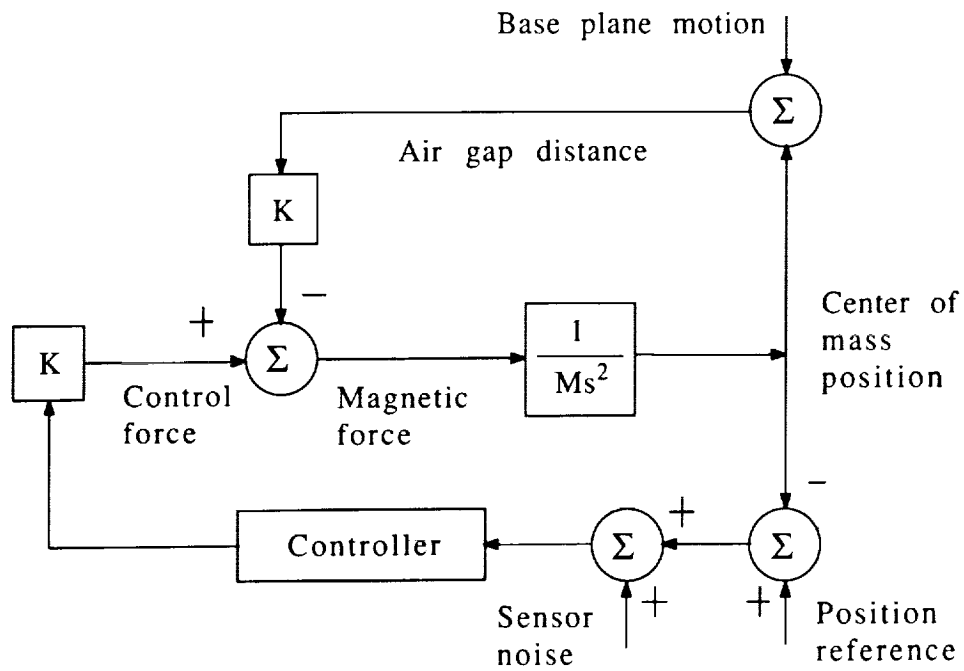 Base plane motion
Σ
Air gap distance
K
−
+
K
Σ
1
Ms²
Center of
mass
position
Control
force
Magnetic
force
−
+
Controller
Σ
Σ
+
+
Sensor
noise
Position
reference